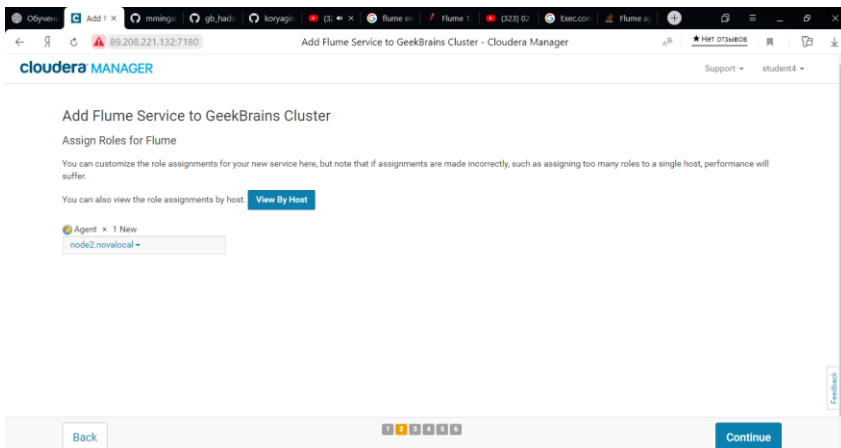 Обучен
Add F
mminga
gb_hado
koryagin
(32
flume ex
Flume 1.
(323) 02
Exec.con
Flume ag
Я
89.208.221.132:7180
Add Flume Service to GeekBrains Cluster - Cloudera Manager
★ Нет отзывов
cloudera MANAGER
Support
student4
Add Flume Service to GeekBrains Cluster
Assign Roles for Flume
You can customize the role assignments for your new service here, but note that if assignments are made incorrectly, such as assigning too many roles to a single host, performance will
suffer.
You can also view the role assignments by host. View By Host
Agent × 1 New
node2.novalocal
Feedback
Back
1 2 3 4 5 6
Continue